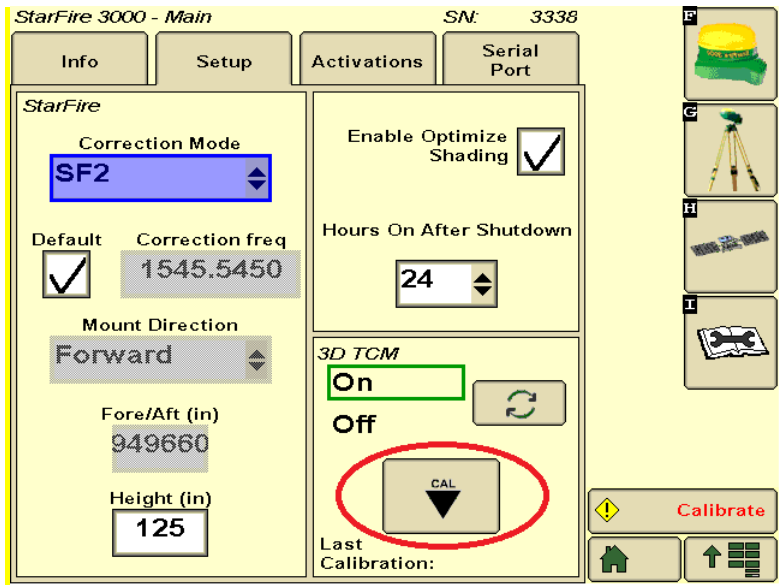 StarFire 3000 - Main SN: 3338
Info
Setup
Activations
Serial
Port
StarFire
Correction Mode
SF2
Default
Correction freq
1545.5450
Mount Direction
Forward
Fore/Aft (in)
949660
Height (in)
125
Enable Optimize
Shading
Hours On After Shutdown
24
3D TCM
On
Off
CAL
Last
Calibration:
F
G
H
I
Calibrate